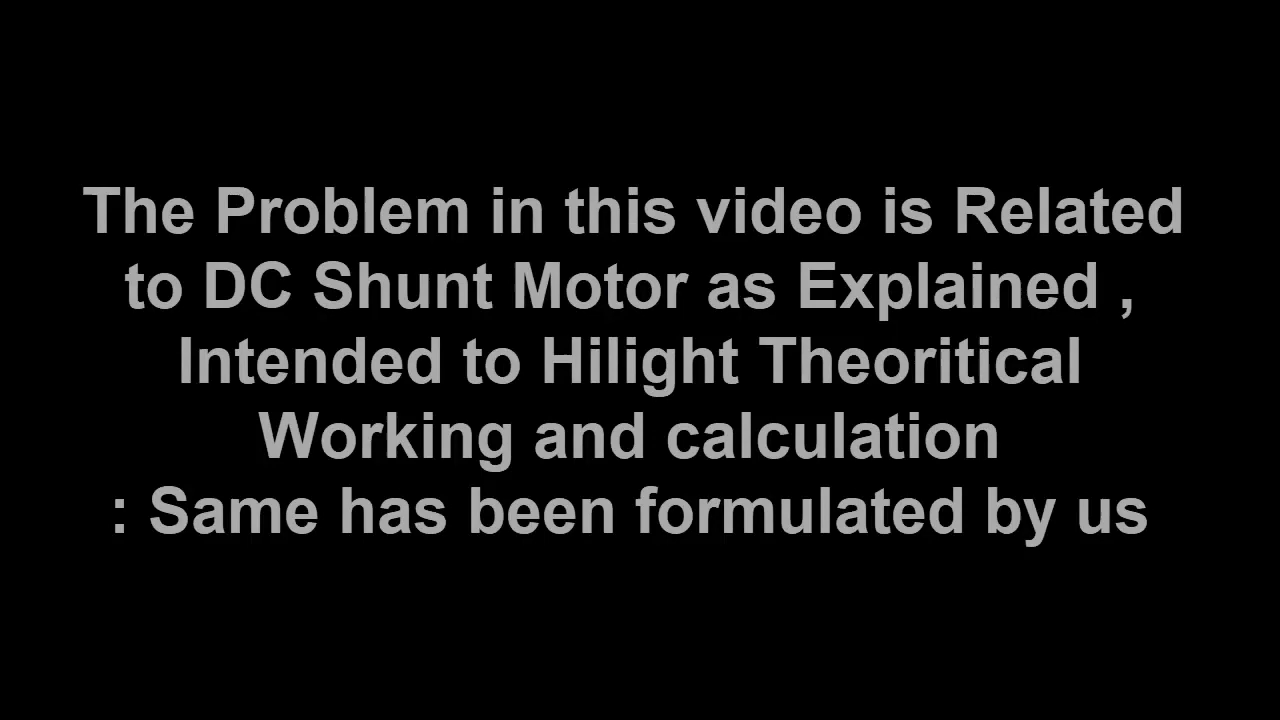 The Problem in this video is Related
to DC Shunt Motor as Explained ,
Intended to Hilight Theoritical
Working and calculation
: Same has been formulated by us